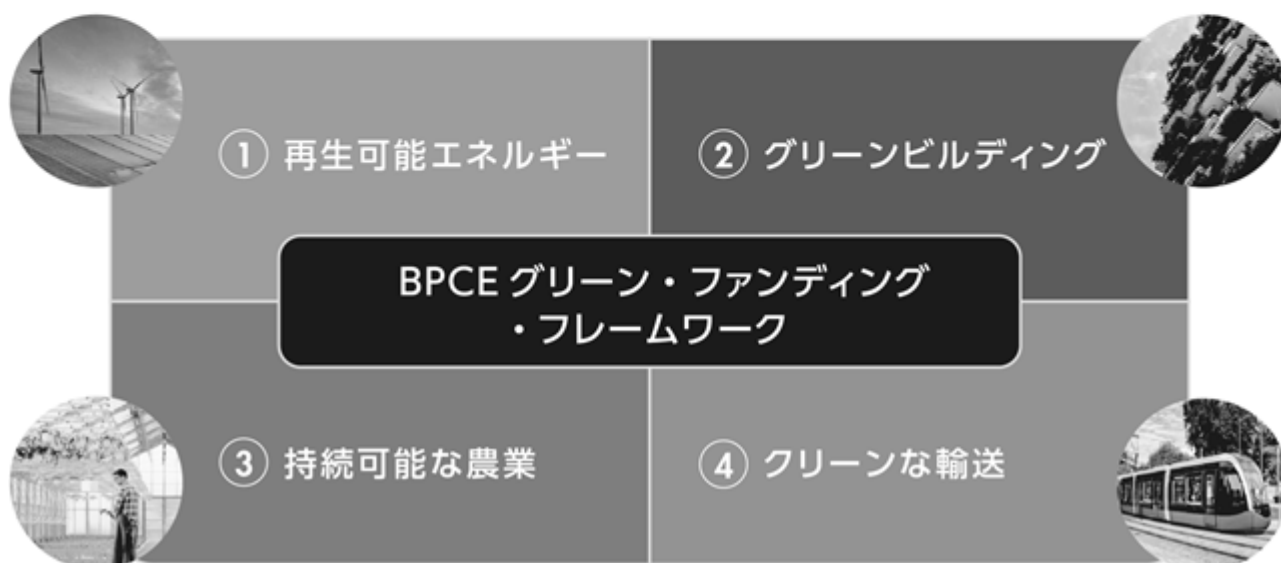 ① 再生可能エネルギー
② グリーンビルディング
BPCE グリーン・ファンディング
・フレームワーク
③ 持続可能な農業
④ クリーンな輸送